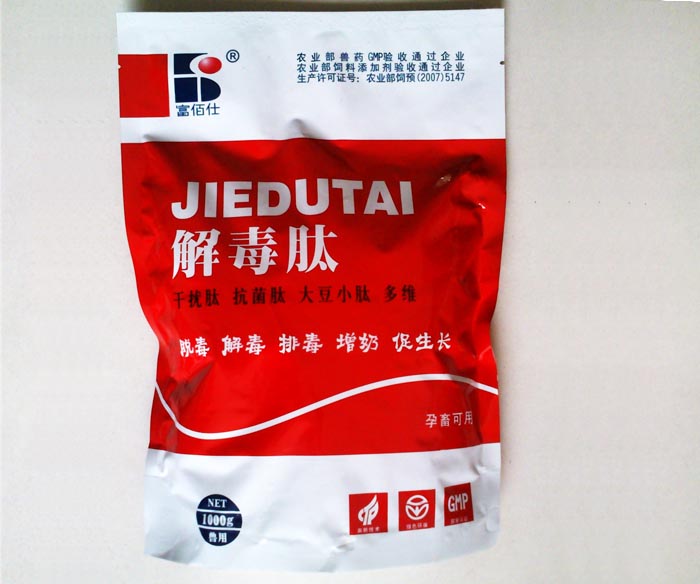 ®
富佰仕
农业部兽药GMP验收通过企业
农业部饲料添加剂验收通过企业
生产许可证号：农业部饲预(2007)5147
JIEDUTAI
解毒肽
干扰肽 抗菌肽 大豆小肽 多维
脱毒 解毒 排毒 增奶 促生长
孕畜可用
NET
1000g
兽用
绿色环保
GMP